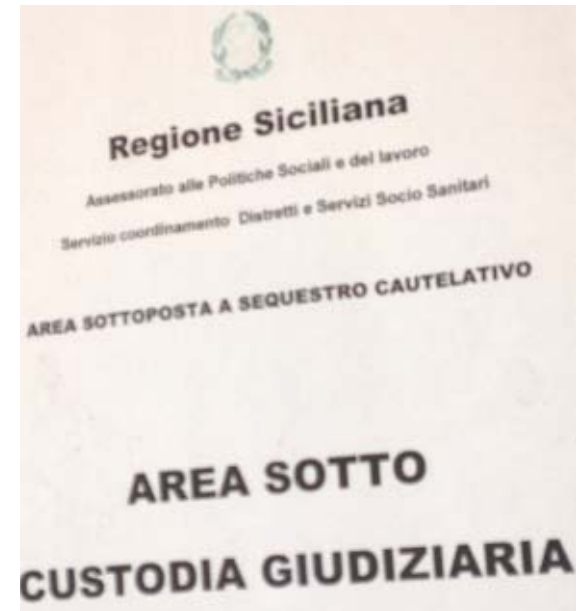 Regione Siciliana
Assessorato alle Politiche Sociali e del lavoro
Servizio coordinamento Distretti e Servizi Socio Sanitari
AREA SOTTOPOSTA A SEQUESTRO CAUTELATIVO
AREA SOTTO
CUSTODIA GIUDIZIARIA